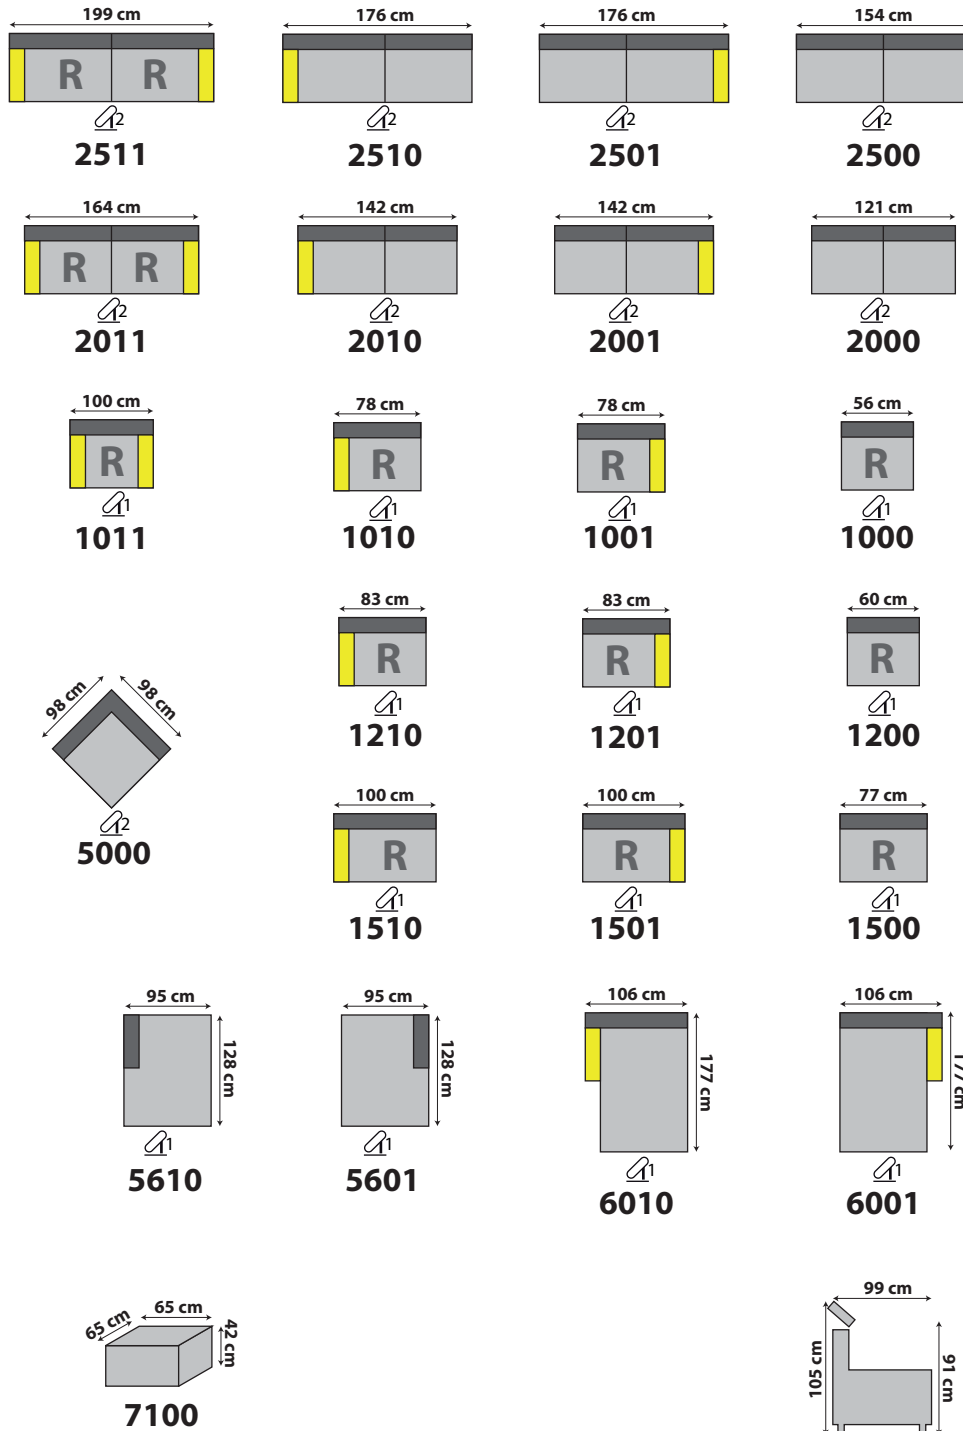 199 cm 176 cm 176 cm 154 cm
R R
2 2 2 2
2511 2510 2501 2500
164 cm 142 cm 142 cm 121 cm
R R
2 2 2 2
2011 2010 2001 2000
100 cm 78 cm 78 cm 56 cm
R R R R
1 1 1 1
1011 1010 1001 1000
83 cm 83 cm 60 cm
R R R
1 1 1
1210 1201 1200
98 cm 98 cm
2
5000
100 cm 100 cm 77 cm
R R R
1 1 1
1510 1501 1500
95 cm 95 cm 106 cm 106 cm
128 cm 128 cm 177 cm 177 cm
1 1 1 1
5610 5601 6010 6001
65 cm 65 cm 42 cm
7100
99 cm
105 cm 91 cm